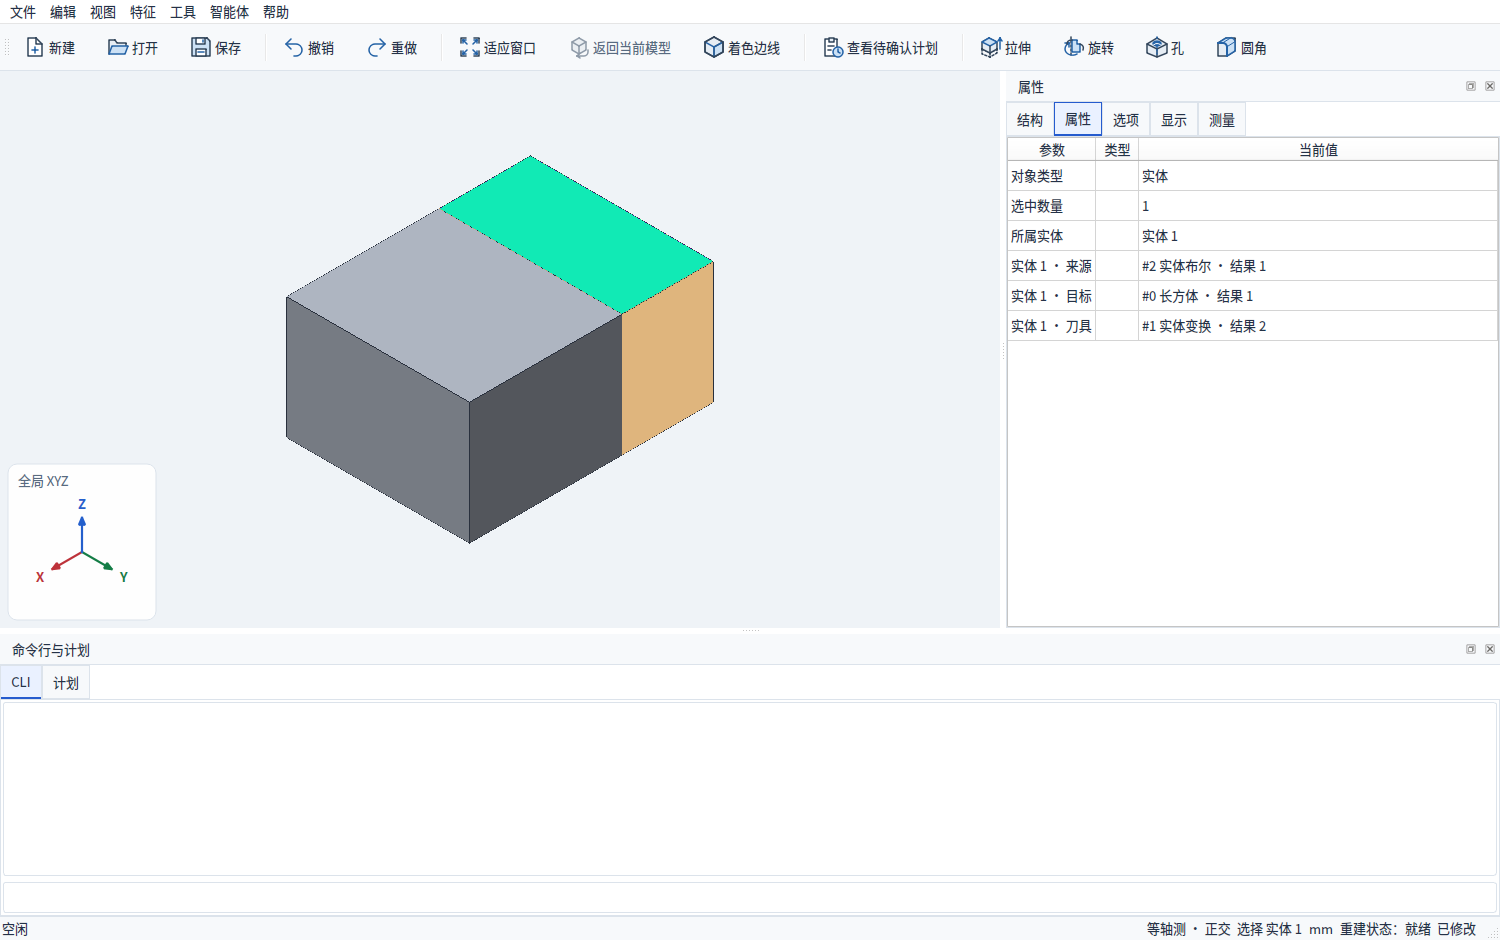 文件 编辑 视图 特征 工具 智能体 帮助
新建 打开 保存 撤销 重做 适应窗口 返回当前模型 着色边线 查看待确认计划 拉伸 旋转 孔 圆角
属性
结构 属性 选项 显示 测量
参数 类型 当前值
对象类型 实体
选中数量 1
所属实体 实体 1
实体 1 · 来源 #2 实体布尔 · 结果 1
实体 1 · 目标 #0 长方体 · 结果 1
实体 1 · 刀具 #1 实体变换 · 结果 2
全局 XYZ
Z
X
Y
命令行与计划
CLI 计划
空闲 等轴测 · 正交 选择 实体 1 mm 重建状态：就绪 已修改